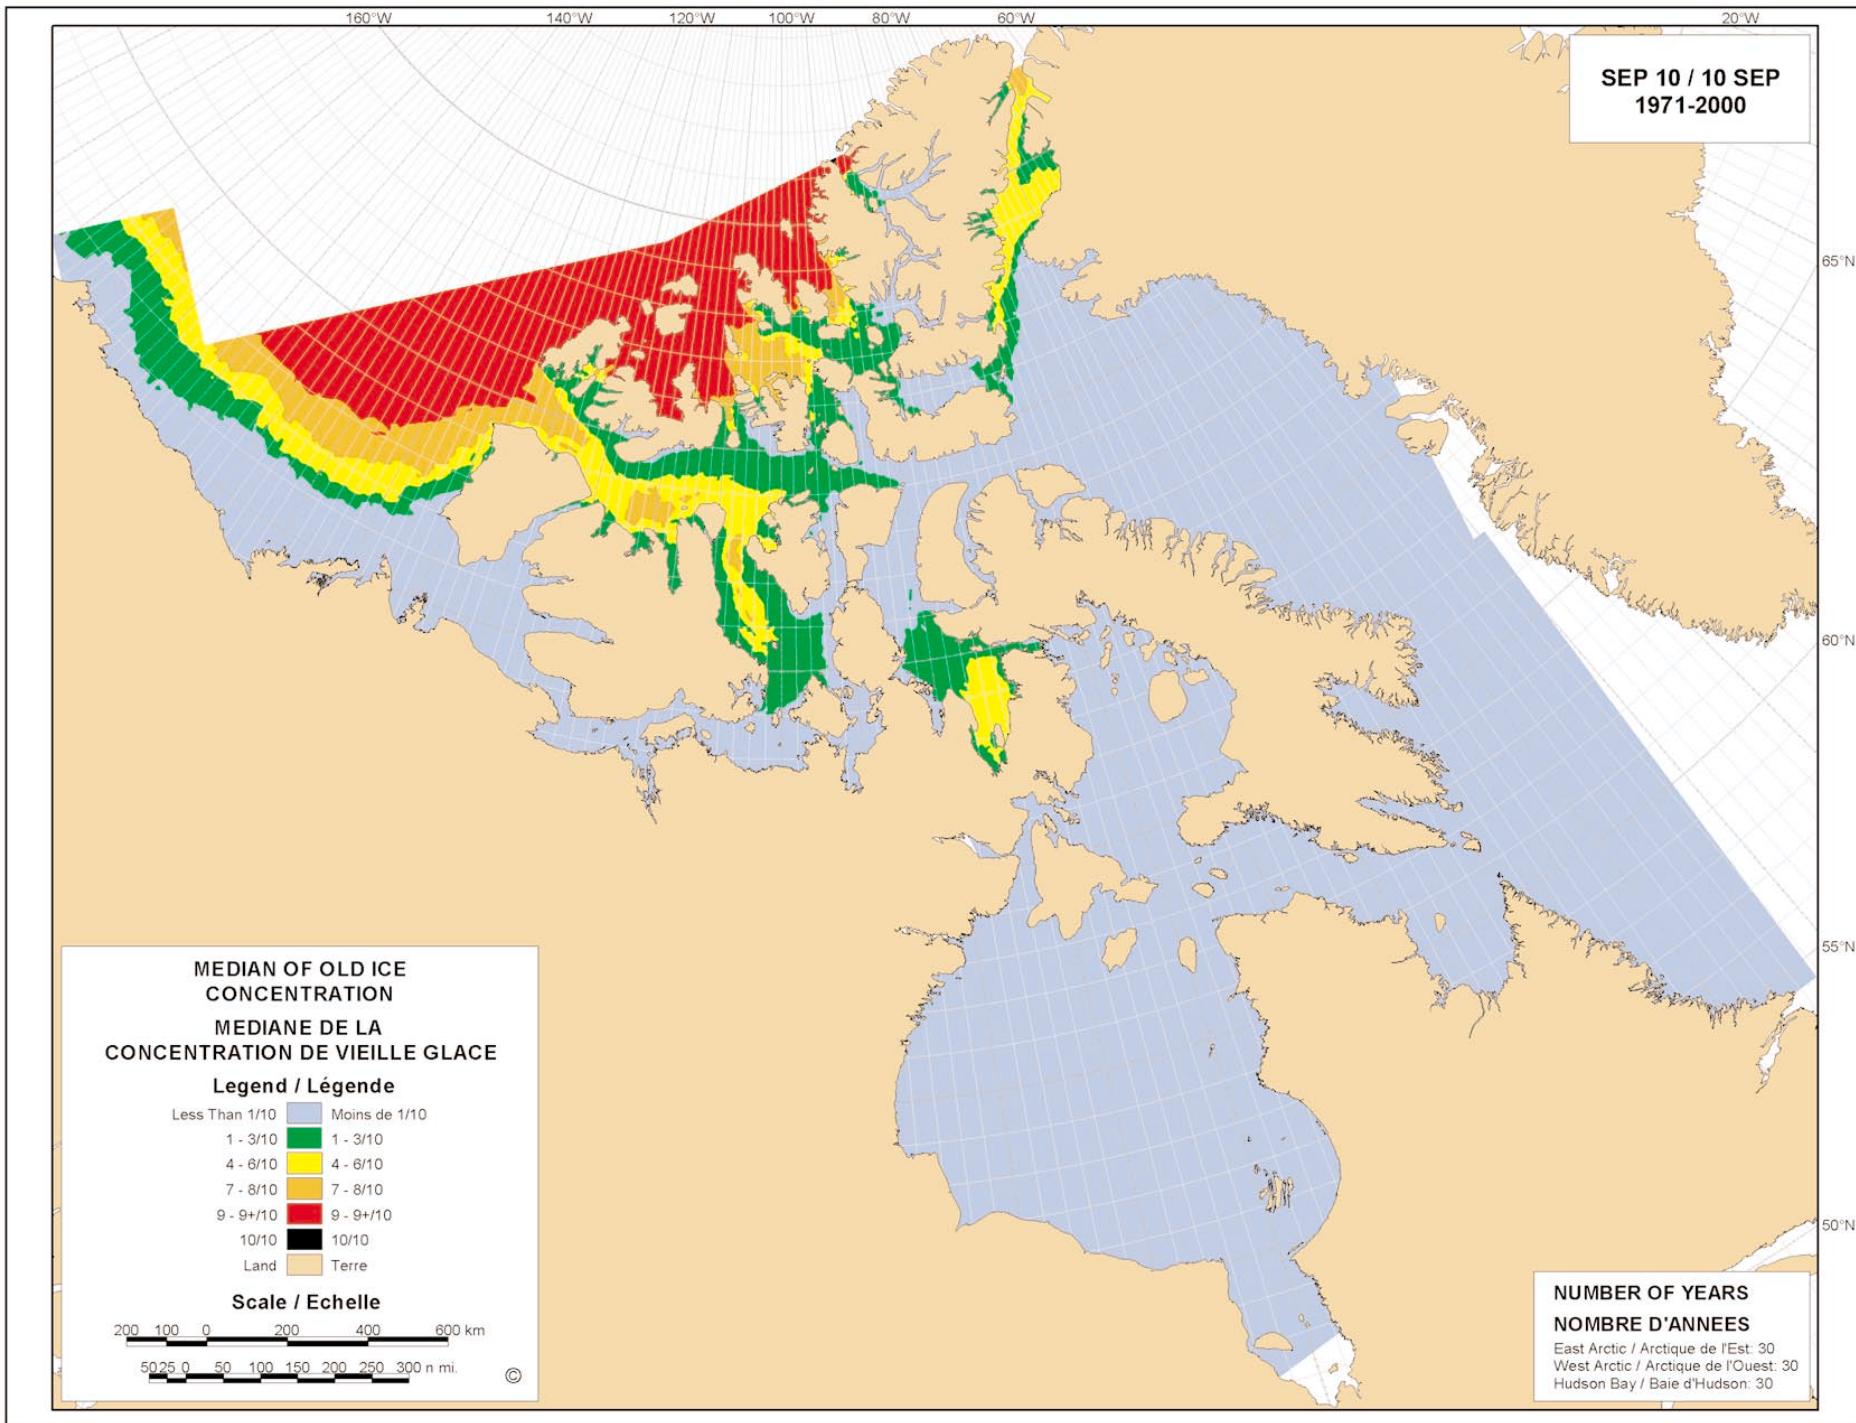 160°W 140°W 120°W 100°W 80°W 60°W 20°W
SEP 10 / 10 SEP
1971-2000
65°N
60°N
55°N
50°N
MEDIAN OF OLD ICE
CONCENTRATION
MEDIANE DE LA
CONCENTRATION DE VIEILLE GLACE
Legend / Légende
Less Than 1/10 Moins de 1/10
1 - 3/10 1 - 3/10
4 - 6/10 4 - 6/10
7 - 8/10 7 - 8/10
9 - 9+/10 9 - 9+/10
10/10 10/10
Land Terre
Scale / Echelle
200 100 0 200 400 600 km
50 25 0 50 100 150 200 250 300 n mi.
©
NUMBER OF YEARS
NOMBRE D'ANNEES
East Arctic / Arctique de l'Est: 30
West Arctic / Arctique de l'Ouest: 30
Hudson Bay / Baie d'Hudson: 30